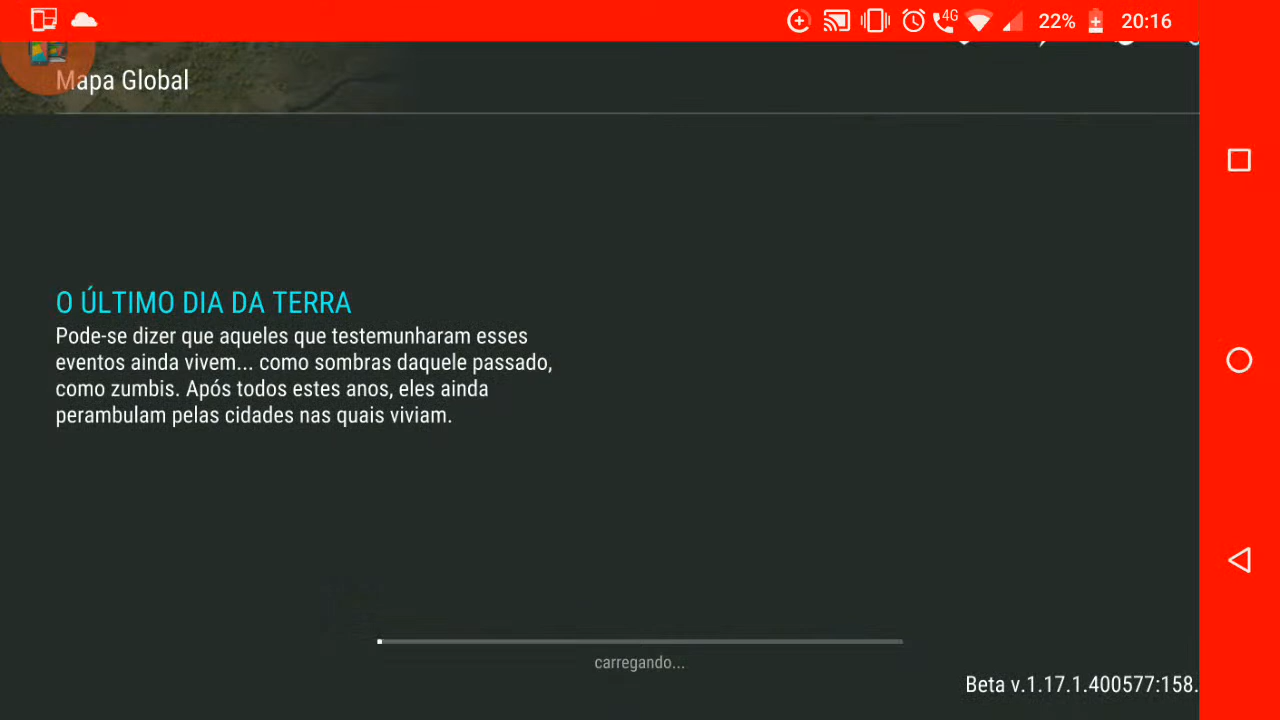 4G 22% 20:16
Mapa Global
O ÚLTIMO DIA DA TERRA
Pode-se dizer que aqueles que testemunharam esses
eventos ainda vivem... como sombras daquele passado,
como zumbis. Após todos estes anos, eles ainda
perambulam pelas cidades nas quais viviam.
carregando...
Beta v.1.17.1.400577:158.